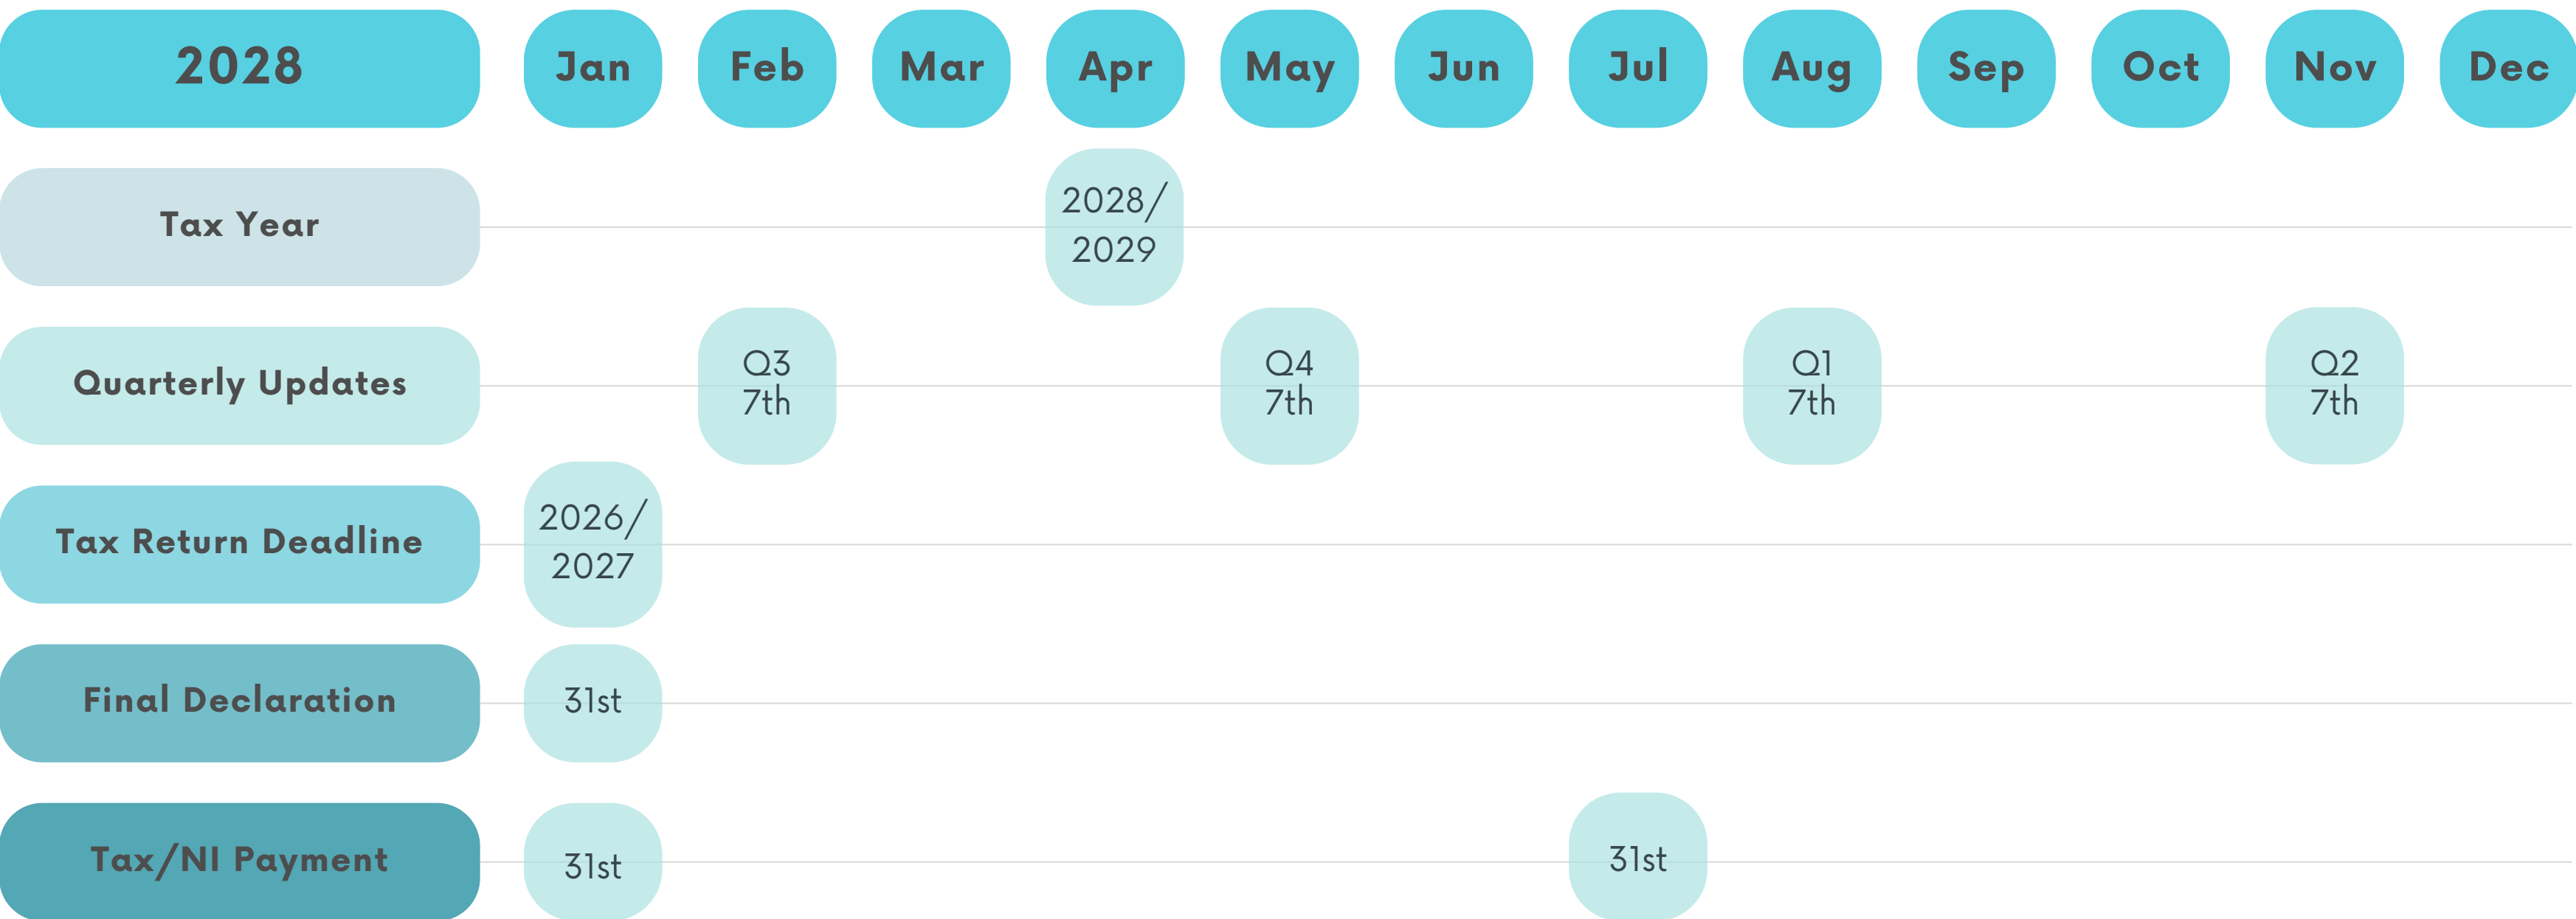 2028 Jan Feb Mar Apr May Jun Jul Aug Sep Oct Nov Dec
Tax Year
2028/
2029
Quarterly Updates
Q3
7th
Q4
7th
Q1
7th
Q2
7th
Tax Return Deadline
2026/
2027
Final Declaration
31st
Tax/NI Payment
31st
31st